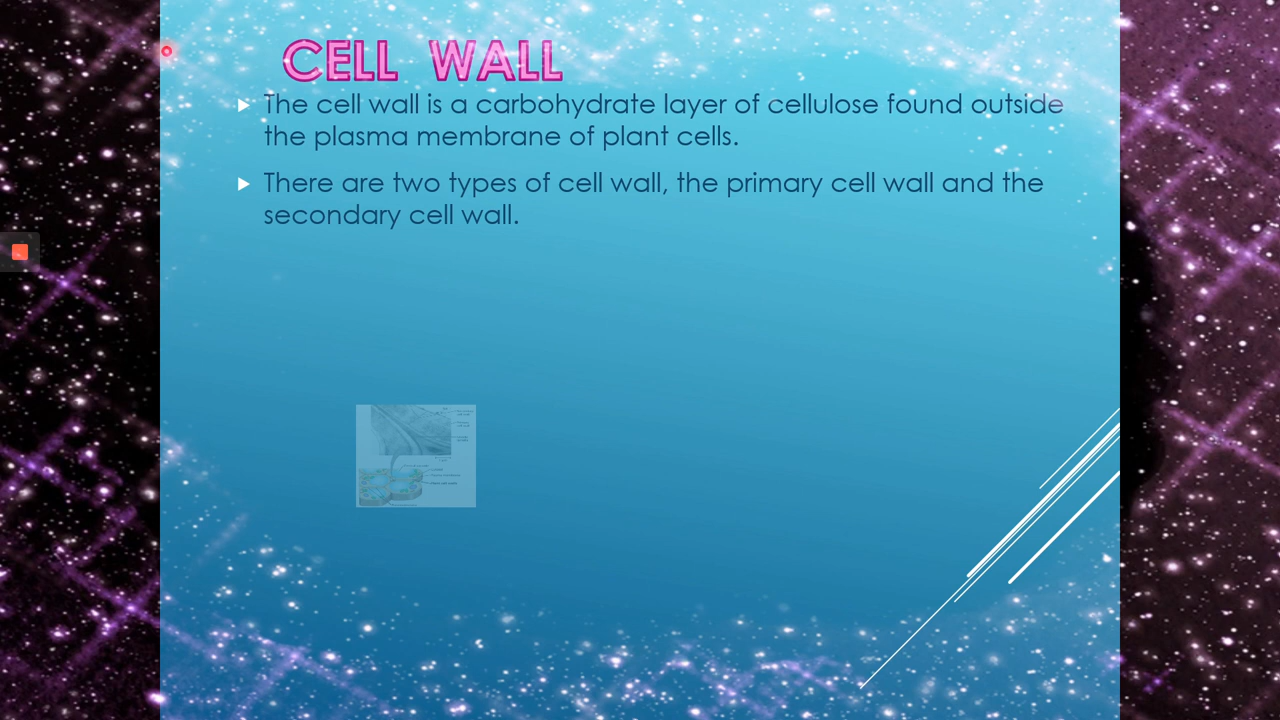 CELL WALL
The cell wall is a carbohydrate layer of cellulose found outside
the plasma membrane of plant cells.
There are two types of cell wall, the primary cell wall and the
secondary cell wall.